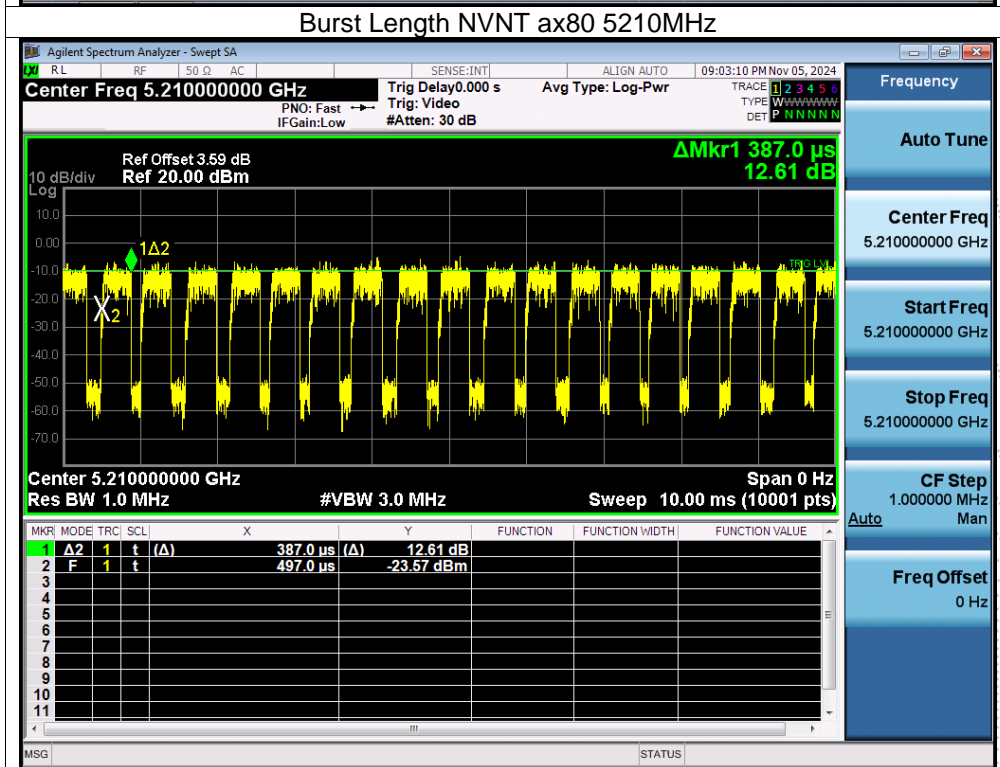 Burst Length NVNT ax80 5210MHz
Agilent Spectrum Analyzer - Swept SA
LXI RL RF 50 Ω AC SENSE:INT ALIGN AUTO 09:03:10 PM Nov 05, 2024
Center Freq 5.210000000 GHz
PNO: Fast
IFGain:Low
Trig Delay0.000 s
Trig: Video
#Atten: 30 dB
Avg Type: Log-Pwr
TRACE 1 2 3 4 5 6
TYPE WWWWWW
DET P N N N N N
Frequency
Auto Tune
Center Freq
5.210000000 GHz
Start Freq
5.210000000 GHz
Stop Freq
5.210000000 GHz
CF Step
1.000000 MHz
Auto Man
Freq Offset
0 Hz
ΔMkr1 387.0 µs
12.61 dB
Ref Offset 3.59 dB
10 dB/div Ref 20.00 dBm
Log
10.0
0.00
-10.0
-20.0
-30.0
-40.0
-50.0
-60.0
-70.0
1Δ2
X2
TRIG LVL
Center 5.210000000 GHz Span 0 Hz
Res BW 1.0 MHz #VBW 3.0 MHz Sweep 10.00 ms (10001 pts)
MKR MODE TRC SCL X Y FUNCTION FUNCTION WIDTH FUNCTION VALUE
1 Δ2 1 t (Δ) 387.0 µs (Δ) 12.61 dB
2 F 1 t 497.0 µs -23.57 dBm
3
4
5
6
7
8
9
10
11
MSG STATUS